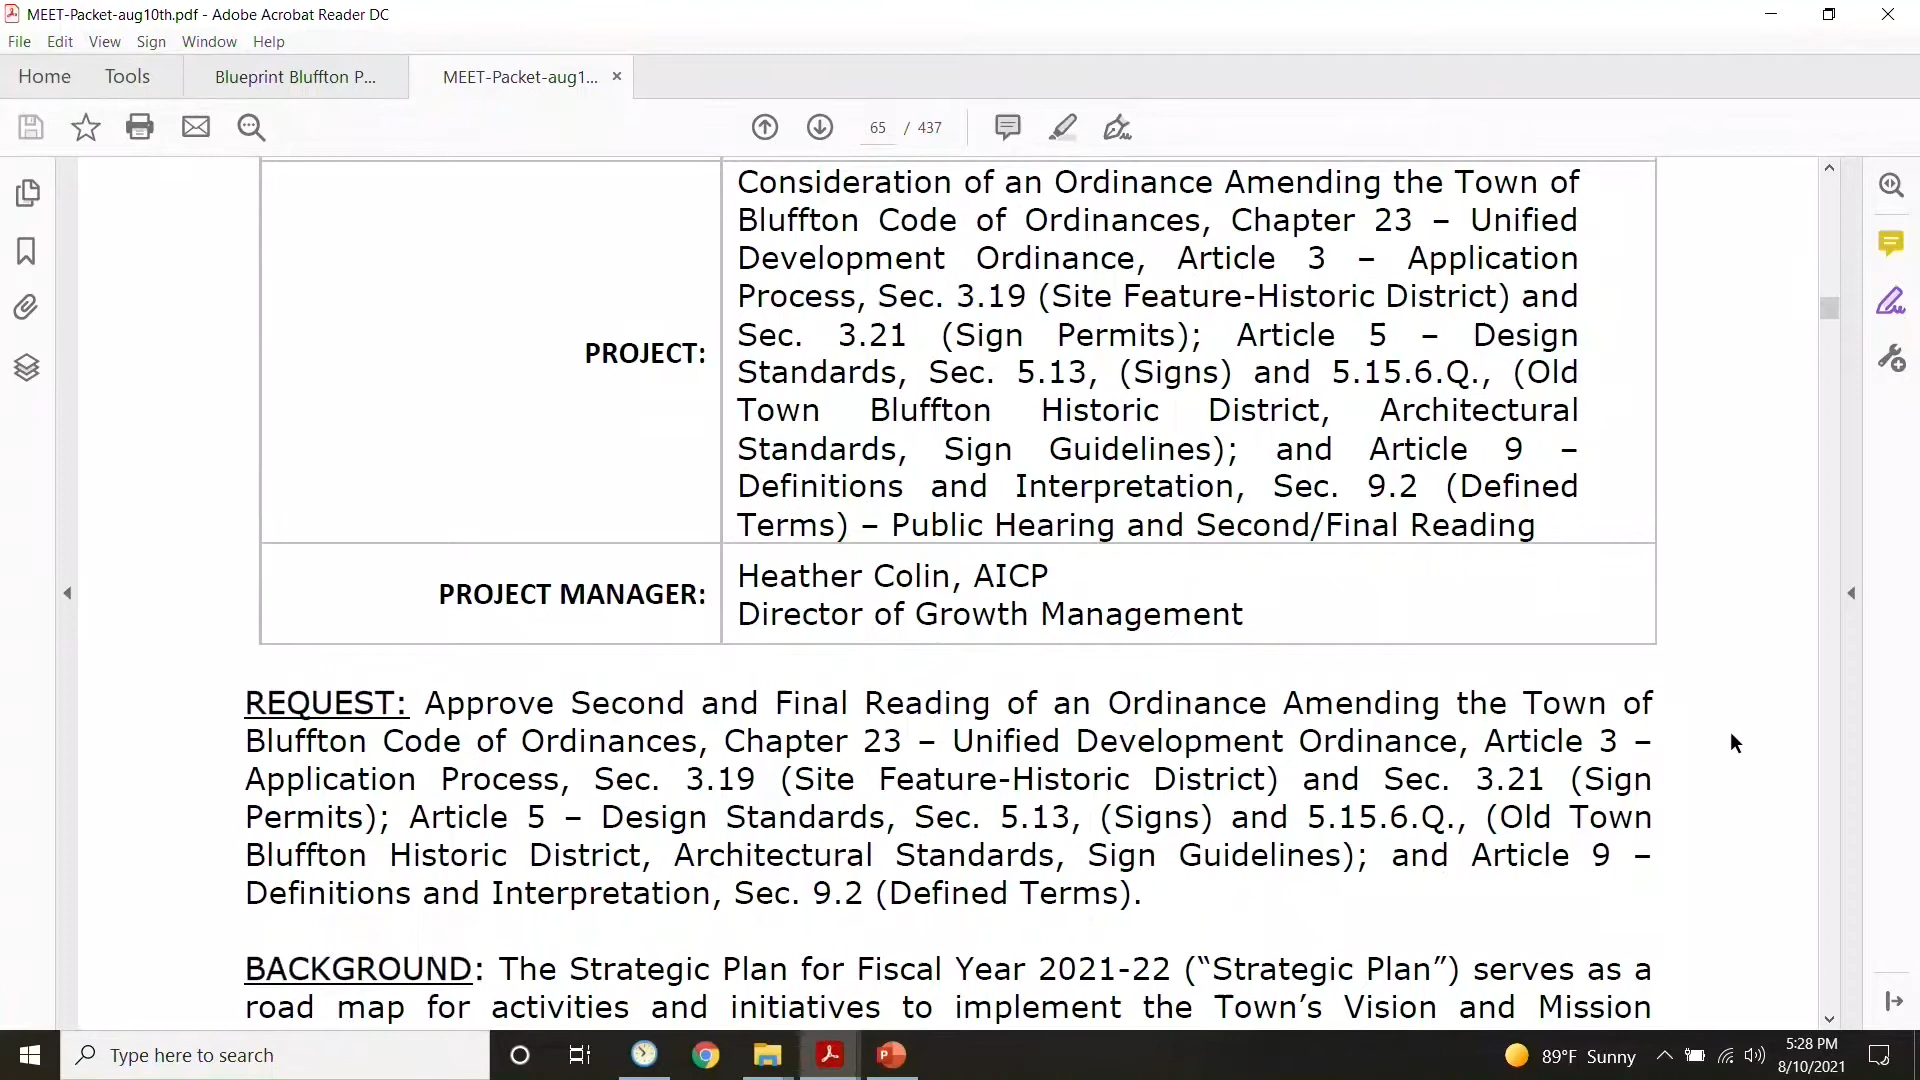 MEET-Packet-aug10th.pdf - Adobe Acrobat Reader DC
File Edit View Sign Window Help
Home Tools Blueprint Bluffton P... MEET-Packet-aug1... ×
65 / 437
PROJECT:
Consideration of an Ordinance Amending the Town of
Bluffton Code of Ordinances, Chapter 23 – Unified
Development Ordinance, Article 3 – Application
Process, Sec. 3.19 (Site Feature-Historic District) and
Sec. 3.21 (Sign Permits); Article 5 – Design
Standards, Sec. 5.13, (Signs) and 5.15.6.Q., (Old
Town Bluffton Historic District, Architectural
Standards, Sign Guidelines); and Article 9 –
Definitions and Interpretation, Sec. 9.2 (Defined
Terms) – Public Hearing and Second/Final Reading
PROJECT MANAGER:
Heather Colin, AICP
Director of Growth Management
REQUEST: Approve Second and Final Reading of an Ordinance Amending the Town of
Bluffton Code of Ordinances, Chapter 23 – Unified Development Ordinance, Article 3 –
Application Process, Sec. 3.19 (Site Feature-Historic District) and Sec. 3.21 (Sign
Permits); Article 5 – Design Standards, Sec. 5.13, (Signs) and 5.15.6.Q., (Old Town
Bluffton Historic District, Architectural Standards, Sign Guidelines); and Article 9 –
Definitions and Interpretation, Sec. 9.2 (Defined Terms).
BACKGROUND: The Strategic Plan for Fiscal Year 2021-22 (“Strategic Plan”) serves as a
road map for activities and initiatives to implement the Town’s Vision and Mission
Type here to search
89°F Sunny
5:28 PM
8/10/2021